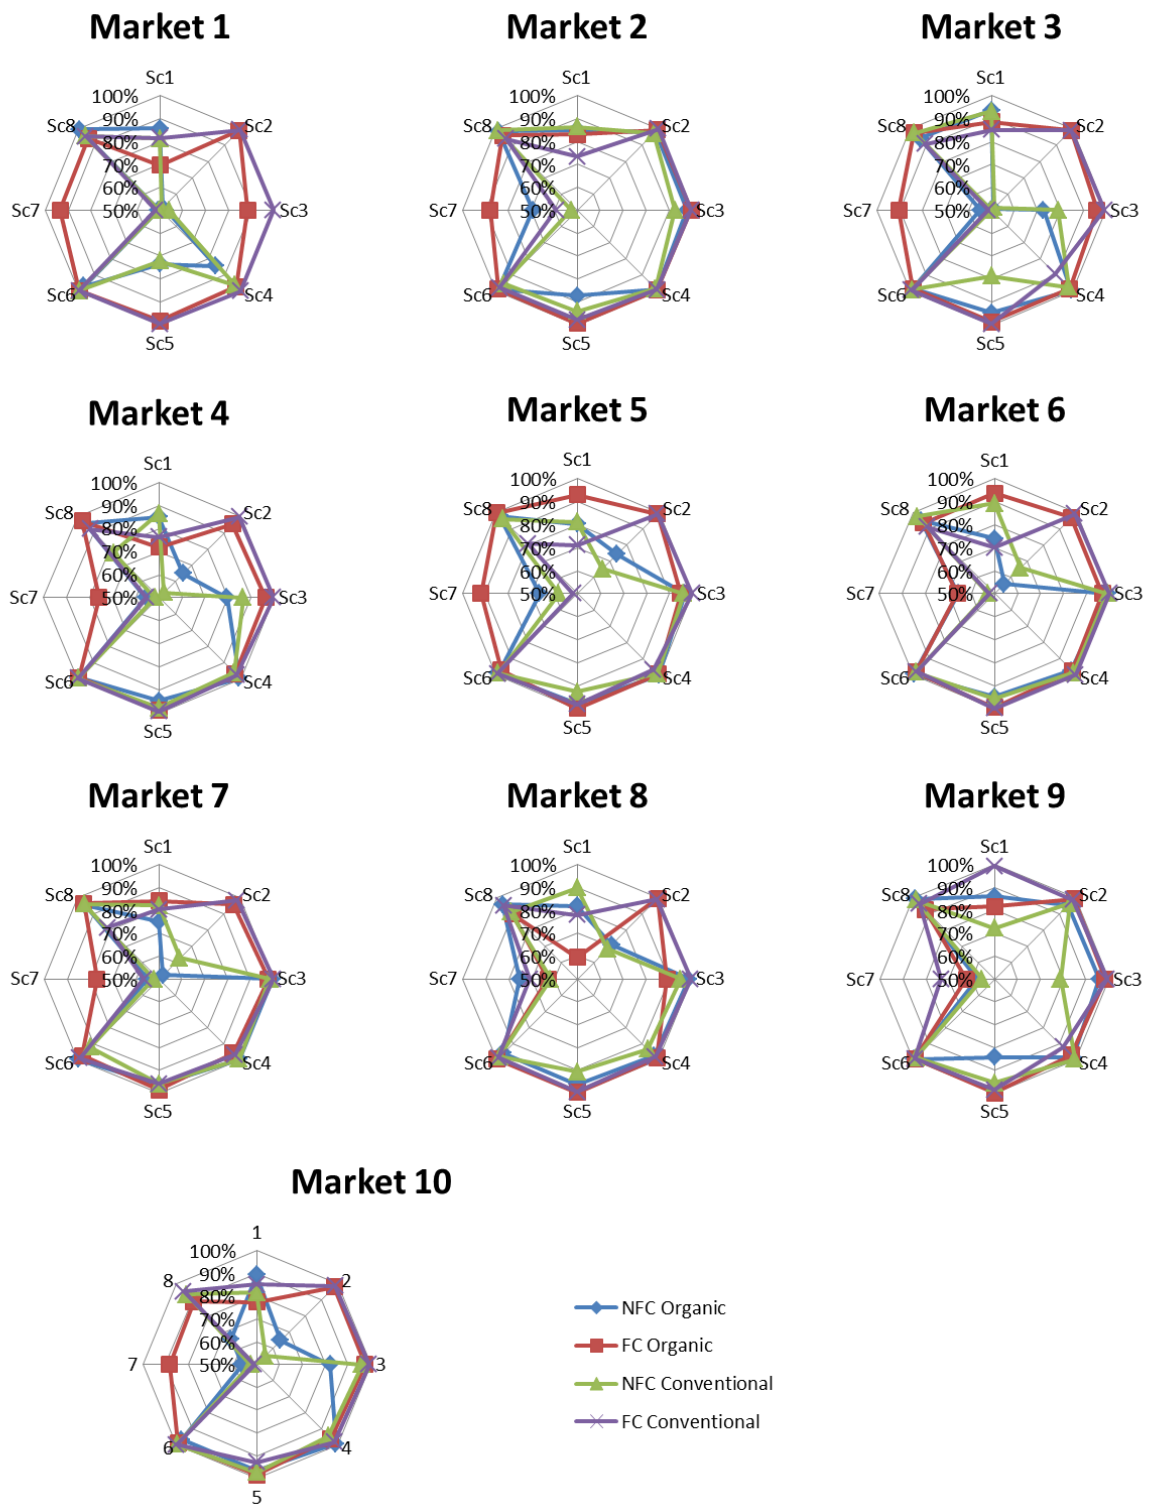 Market 1
Market 2
Market 3
Sc1
100%
90%
80%
70%
60%
50%
Sc2
Sc3
Sc4
Sc5
Sc6
Sc7
Sc8
Sc1
100%
90%
80%
70%
60%
50%
Sc2
Sc3
Sc4
Sc5
Sc6
Sc7
Sc8
Sc1
100%
90%
80%
70%
60%
50%
Sc2
Sc3
Sc4
Sc5
Sc6
Sc7
Sc8
Market 4
Market 5
Market 6
Sc1
100%
90%
80%
70%
60%
50%
Sc2
Sc3
Sc4
Sc5
Sc6
Sc7
Sc8
Sc1
100%
90%
80%
70%
60%
50%
Sc2
Sc3
Sc4
Sc5
Sc6
Sc7
Sc8
Sc1
100%
90%
80%
70%
60%
50%
Sc2
Sc3
Sc4
Sc5
Sc6
Sc7
Sc8
Market 7
Market 8
Market 9
Sc1
100%
90%
80%
70%
60%
50%
Sc2
Sc3
Sc4
Sc5
Sc6
Sc7
Sc8
Sc1
100%
90%
80%
70%
60%
50%
Sc2
Sc3
Sc4
Sc5
Sc6
Sc7
Sc8
Sc1
100%
90%
80%
70%
60%
50%
Sc2
Sc3
Sc4
Sc5
Sc6
Sc7
Sc8
Market 10
1
100%
90%
80%
70%
60%
50%
2
3
4
5
6
7
8
NFC Organic
FC Organic
NFC Conventional
FC Conventional